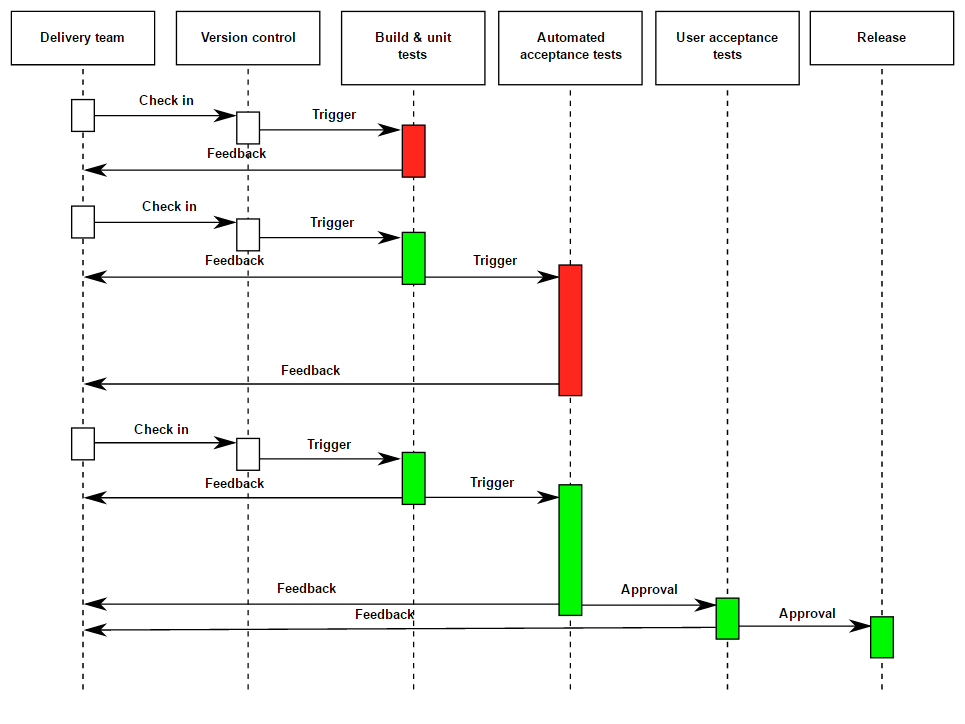 Delivery team
Version control
Build & unit
tests
Automated
acceptance tests
User acceptance
tests
Release
Check in
Trigger
Feedback
Check in
Trigger
Feedback
Trigger
Feedback
Check in
Trigger
Feedback
Trigger
Feedback
Approval
Feedback
Approval